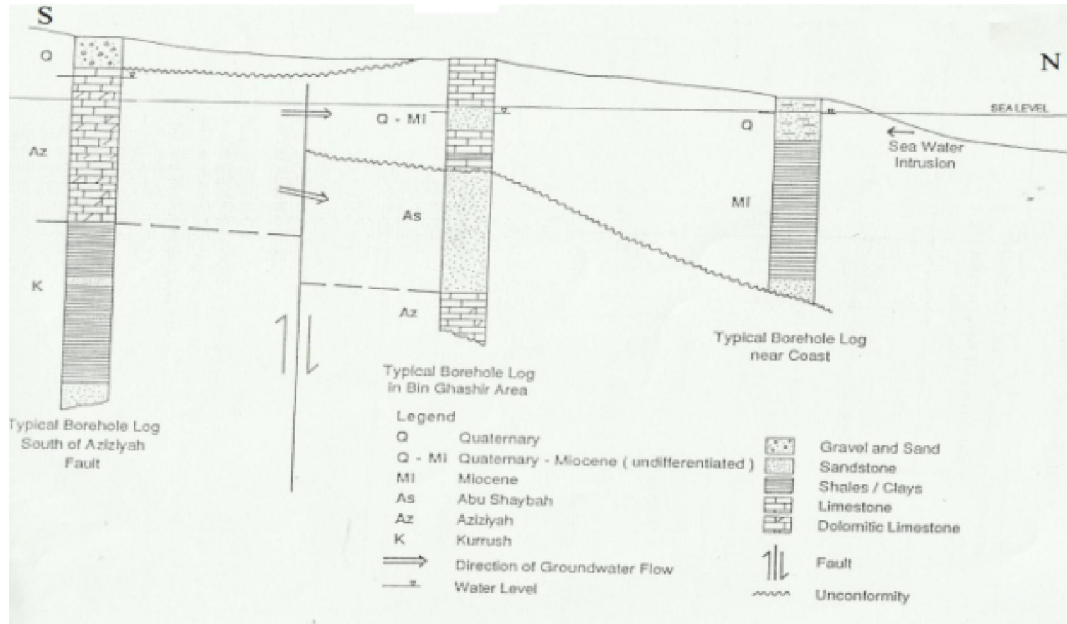 S
N
Q
Az
K
Q - MI
As
Az
Q
MI
SEA LEVEL
Sea Water
Intrusion
Typical Borehole Log
South of Aziziyah
Fault
Typical Borehole Log
in Bin Ghashir Area
Typical Borehole Log
near Coast
Legend
Q Quaternary
Q - MI Quaternary - Miocene ( undifferentiated )
MI Miocene
As Abu Shaybah
Az Aziziyah
K Kurrush
Direction of Groundwater Flow
Water Level
Gravel and Sand
Sandstone
Shales / Clays
Limestone
Dolomitic Limestone
Fault
Unconformity